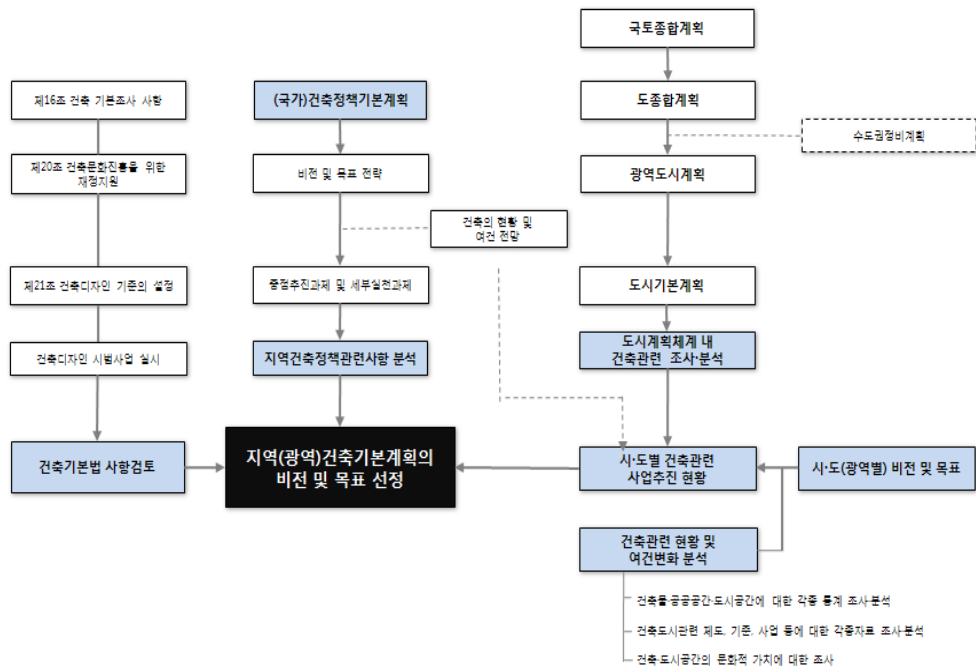 국토종합계획
제16조 건축 기본조사 사항
(국가)건축정책기본계획
도종합계획
수도권정비계획
제20조 건축문화진흥을 위한
재정지원
비전 및 목표 전략
광역도시계획
건축의 현황 및
여건 전망
제21조 건축디자인 기준의 설정
중점추진과제 및 세부실천과제
도시기본계획
건축디자인 시범사업 실시
지역건축정책관련사항 분석
도시계획체계 내
건축관련 조사·분석
건축기본법 사항검토
지역(광역)건축기본계획의
비전 및 목표 선정
시·도별 건축관련
사업추진 현황
시·도(광역별) 비전 및 목표
건축관련 현황 및
여건변화 분석
건축물·공공공간·도시공간에 대한 각종 통계 조사·분석
건축도시관련 제도, 기준, 사업 등에 대한 각종자료 조사·분석
건축·도시공간의 문화적 가치에 대한 조사